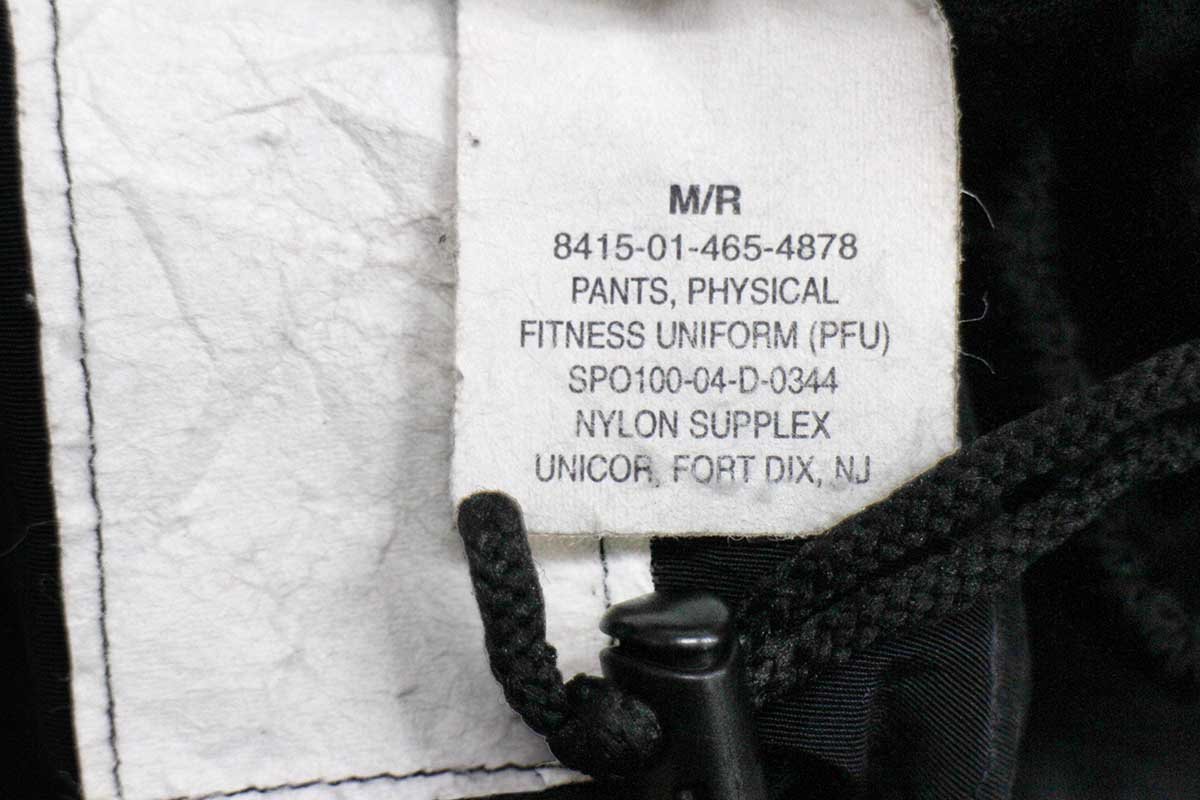 M/R
8415-01-465-4878
PANTS, PHYSICAL
FITNESS UNIFORM (PFU)
SPO100-04-D-0344
NYLON SUPPLEX
UNICOR, FORT DIX, NJ